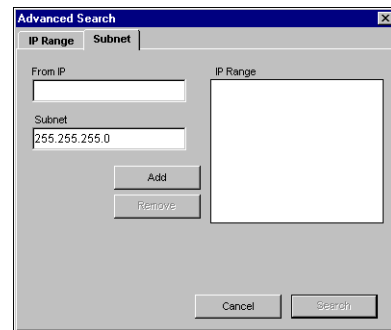 Advanced Search
IP Range Subnet
From IP
IP Range
Subnet
255.255.255.0
Add
Remove
Cancel
Search